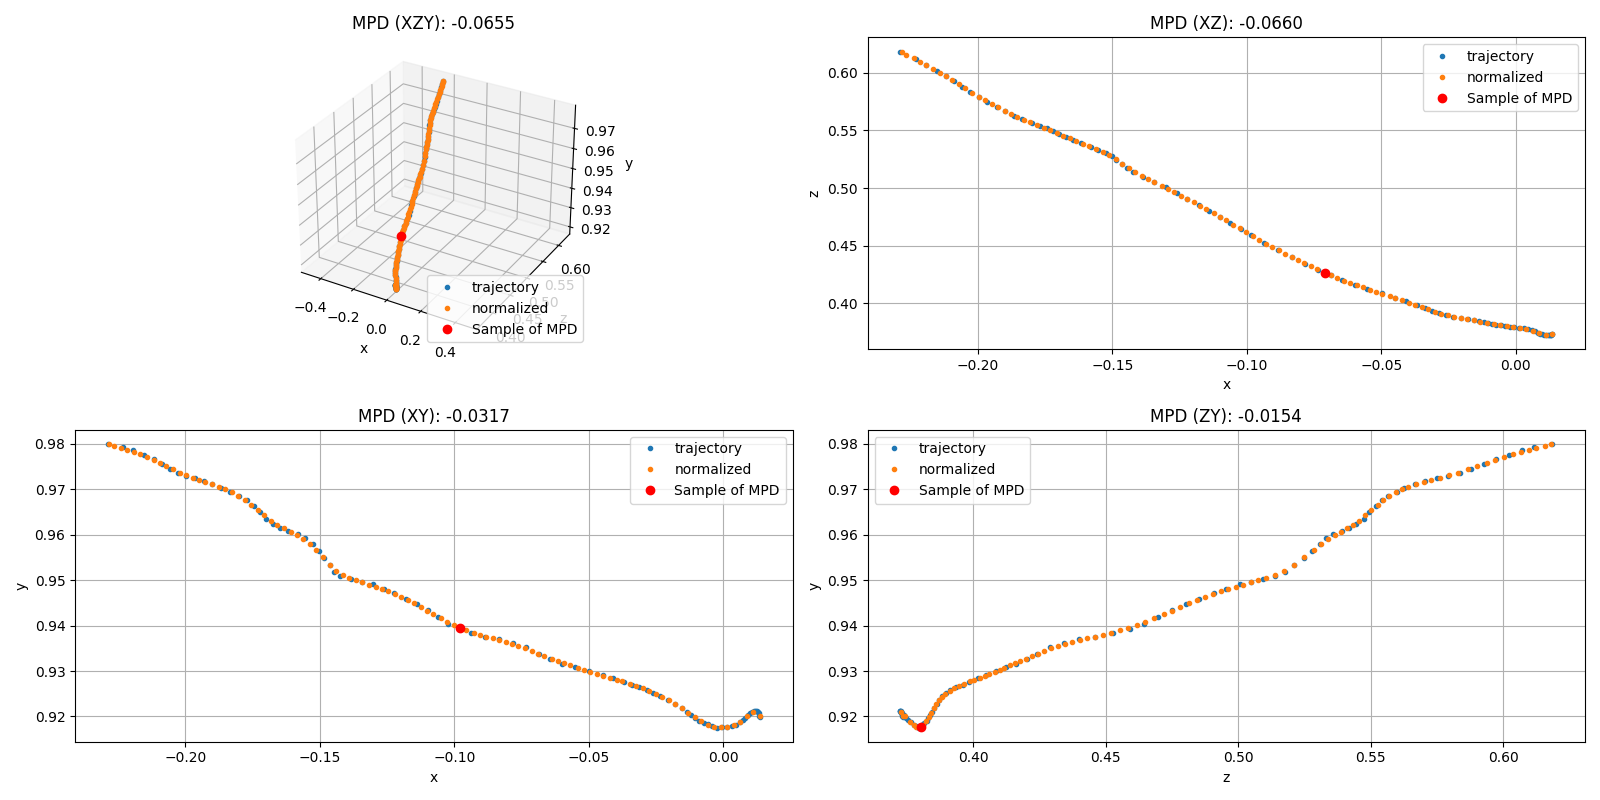 MPD (XZY): -0.0655
0.97
0.96
0.95
0.94
0.93
0.92
y
0.60
0.55
0.50
0.45
0.40
z
−0.4
−0.2
0.0
0.2
0.4
x
trajectory
normalized
Sample of MPD
MPD (XZ): -0.0660
trajectory
normalized
Sample of MPD
0.60
0.55
0.50
0.45
0.40
z
−0.20 −0.15 −0.10 −0.05 0.00
x
MPD (XY): -0.0317
trajectory
normalized
Sample of MPD
0.98
0.97
0.96
0.95
0.94
0.93
0.92
y
−0.20 −0.15 −0.10 −0.05 0.00
x
MPD (ZY): -0.0154
trajectory
normalized
Sample of MPD
0.98
0.97
0.96
0.95
0.94
0.93
0.92
y
0.40 0.45 0.50 0.55 0.60
z